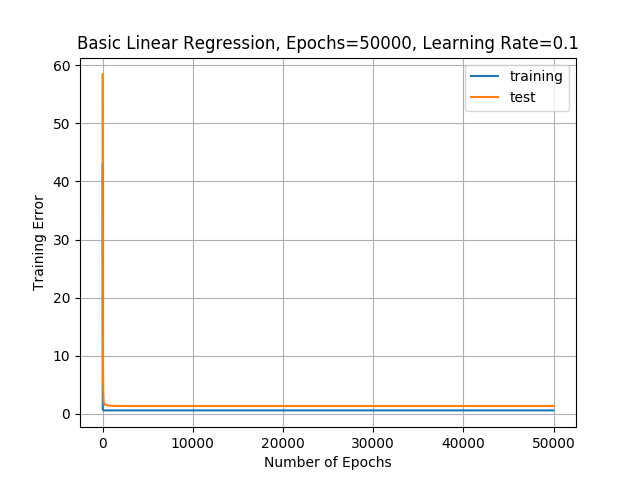 Basic Linear Regression, Epochs=50000, Learning Rate=0.1
training
test
60
50
40
30
20
10
0
Training Error
0 10000 20000 30000 40000 50000
Number of Epochs